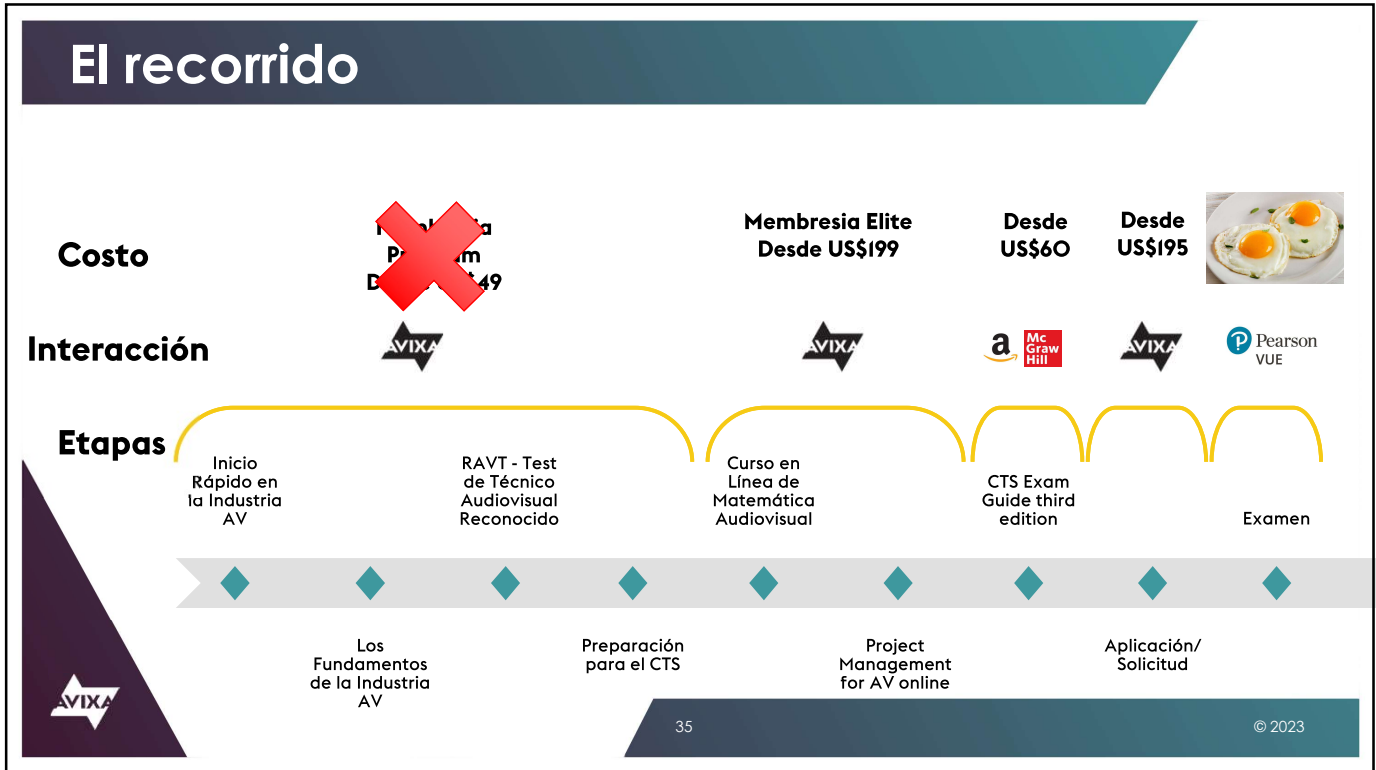 El recorrido
Costo
D
49
Membresia Elite
Desde US$199
Desde
US$60
Desde
US$195
Interacción
AVIXA
AVIXA
a
Mc
Graw
Hill
AVIXA
P Pearson
VUE
Etapas
Inicio
Rápido en
la Industria
AV
RAVT - Test
de Técnico
Audiovisual
Reconocido
Curso en
Línea de
Matemática
Audiovisual
CTS Exam
Guide third
edition
Examen
Los
Fundamentos
de la Industria
AV
Preparación
para el CTS
Project
Management
for AV online
Aplicación/
Solicitud
AVIXA
35
© 2023